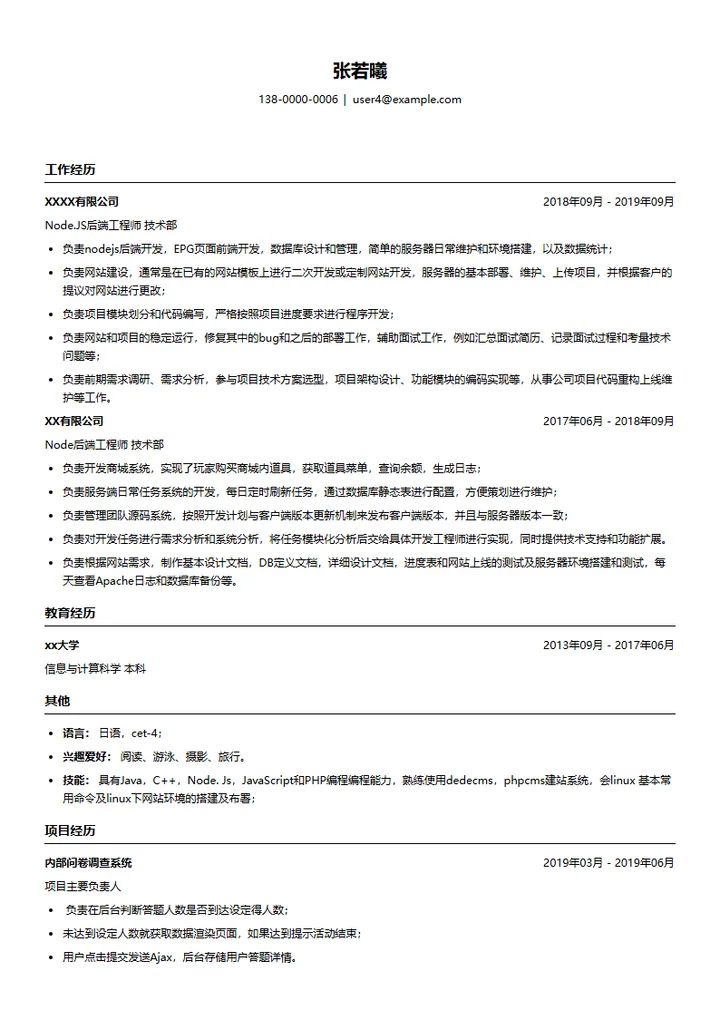 张若曦
138-0000-0006 | user4@example.com
工作经历
XXXX有限公司 2018年09月 - 2019年09月
NodeJS后端工程师 技术部
• 负责nodejs后端开发，EPG页面前端开发，数据库设计和管理，简单的服务器日常维护和环境搭建，以及数据统计；
• 负责网站建设，通常是在已有的网站模板上进行二次开发或定制网站开发，服务器的基本部署、维护、上传项目，并根据客户的
提议对网站进行更改；
• 负责项目模块划分和代码编写，严格按照项目进度要求进行程序开发；
• 负责网站和项目的稳定运行，修复其中的bug和之后的部署工作，辅助面试工作，例如汇总面试简历、记录面试过程和考量技术
问题等；
• 负责前期需求调研、需求分析，参与项目技术方案选型，项目架构设计、功能模块的编码实现等，从事公司项目代码重构上线维
护等工作。
XX有限公司 2017年06月 - 2018年09月
Node后端工程师 技术部
• 负责开发商城系统，实现了玩家购买商城内道具，获取道具菜单，查询余额，生成日志；
• 负责服务端日常任务系统的开发，每日定时刷新任务，通过数据库静态表进行配置，方便策划进行维护；
• 负责管理团队源码系统，按照开发计划与客户端版本更新机制来发布客户端版本，并且与服务器版本一致；
• 负责对开发任务进行需求分析和系统分析，将任务模块化分析后交给具体开发工程师进行实现，同时提供技术支持和功能扩展。
• 负责根据网站需求，制作基本设计文档，DB定义文档，详细设计文档，进度表和网站上线的测试及服务器环境搭建和测试，每
天查看Apache日志和数据库备份等。
教育经历
xx大学 2013年09月 - 2017年06月
信息与计算科学 本科
其他
• 语言： 日语，cet-4；
• 兴趣爱好： 阅读、游泳、摄影、旅行。
• 技能： 具有Java，C++，Node. Js，JavaScript和PHP编程编程能力，熟练使用dedecms，phpcms建站系统，会linux 基本常
用命令及linux下网站环境的搭建及布署；
项目经历
内部问卷调查系统 2019年03月 - 2019年06月
项目主要负责人
• 负责在后台判断答题人数是否到达设定得人数；
• 未达到设定人数就获取数据渲染页面，如果达到提示活动结束；
• 用户点击提交发送Ajax，后台存储用户答题详情。